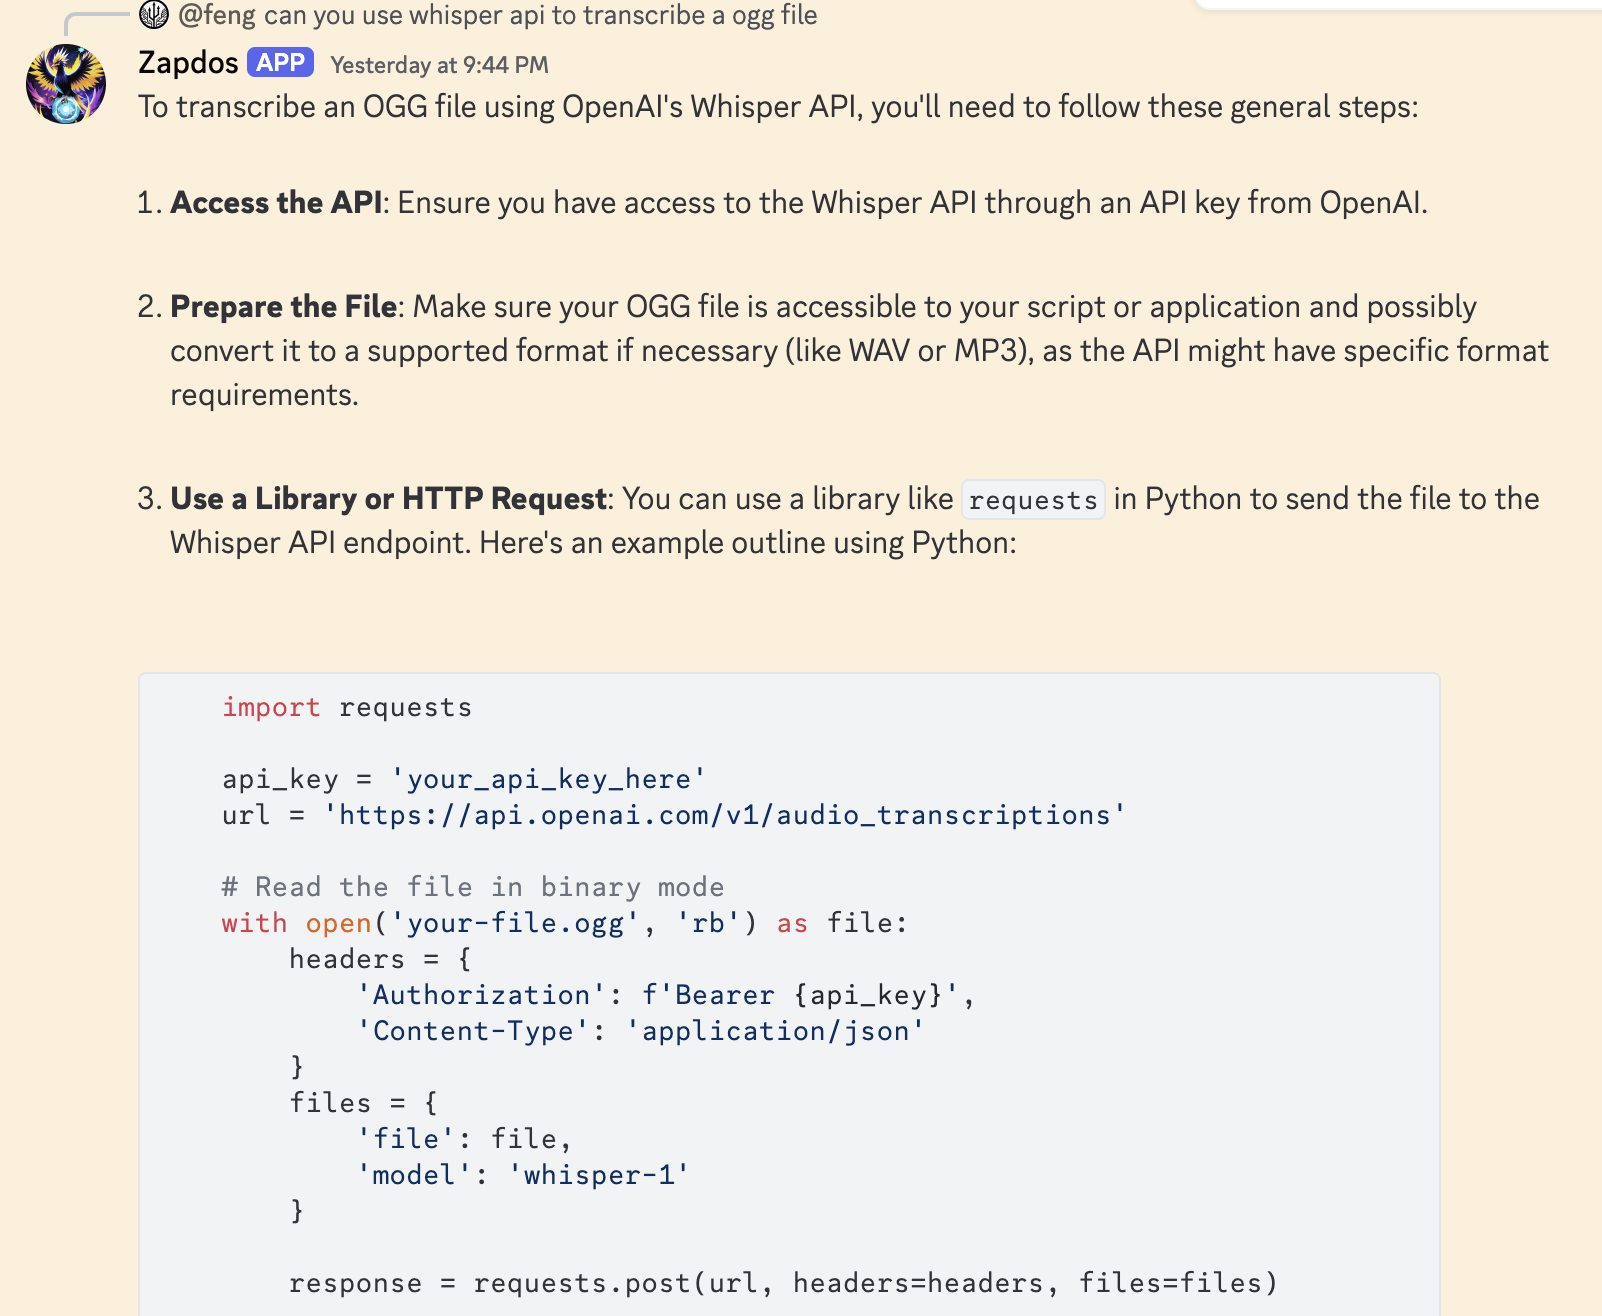 @feng can you use whisper api to transcribe a ogg file
Zapdos APP Yesterday at 9:44 PM
To transcribe an OGG file using OpenAI's Whisper API, you'll need to follow these general steps:
1. Access the API: Ensure you have access to the Whisper API through an API key from OpenAI.
2. Prepare the File: Make sure your OGG file is accessible to your script or application and possibly
convert it to a supported format if necessary (like WAV or MP3), as the API might have specific format
requirements.
3. Use a Library or HTTP Request: You can use a library like requests in Python to send the file to the
Whisper API endpoint. Here's an example outline using Python:
import requests
api_key = 'your_api_key_here'
url = 'https://api.openai.com/v1/audio_transcriptions'
# Read the file in binary mode
with open('your-file.ogg', 'rb') as file:
    headers = {
        'Authorization': f'Bearer {api_key}',
        'Content-Type': 'application/json'
    }
    files = {
        'file': file,
        'model': 'whisper-1'
    }
    response = requests.post(url, headers=headers, files=files)